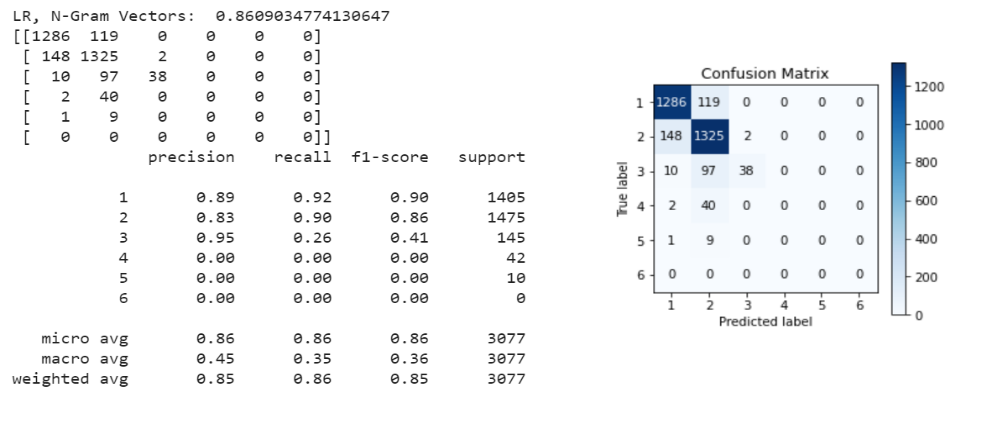 LR, N-Gram Vectors:  0.8609034774130647
[[1286  119    0    0    0    0]
 [ 148 1325    2    0    0    0]
 [  10   97   38    0    0    0]
 [   2   40    0    0    0    0]
 [   1    9    0    0    0    0]
 [   0    0    0    0    0    0]]
              precision    recall  f1-score   support
           1       0.89      0.92      0.90      1405
           2       0.83      0.90      0.86      1475
           3       0.95      0.26      0.41       145
           4       0.00      0.00      0.00        42
           5       0.00      0.00      0.00        10
           6       0.00      0.00      0.00         0
   micro avg       0.86      0.86      0.86      3077
   macro avg       0.45      0.35      0.36      3077
weighted avg       0.85      0.86      0.85      3077
Confusion Matrix
True label
1 1286 119 0 0 0 0
2 148 1325 2 0 0 0
3 10 97 38 0 0 0
4 2 40 0 0 0 0
5 1 9 0 0 0 0
6 0 0 0 0 0 0
1 2 3 4 5 6
Predicted label
1200
1000
800
600
400
200
0